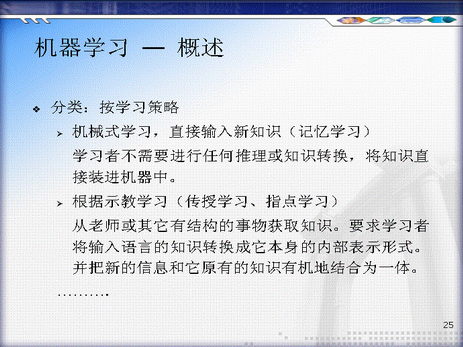 机器学习 — 概述
❖ 分类：按学习策略
➢ 机械式学习，直接输入新知识（记忆学习）
学习者不需要进行任何推理或知识转换，将知识直
接装进机器中。
➢ 根据示教学习（传授学习、指点学习）
从老师或其它有结构的事物获取知识。要求学习者
将输入语言的知识转换成它本身的内部表示形式。
并把新的信息和它原有的知识有机地结合为一体。
……….
25